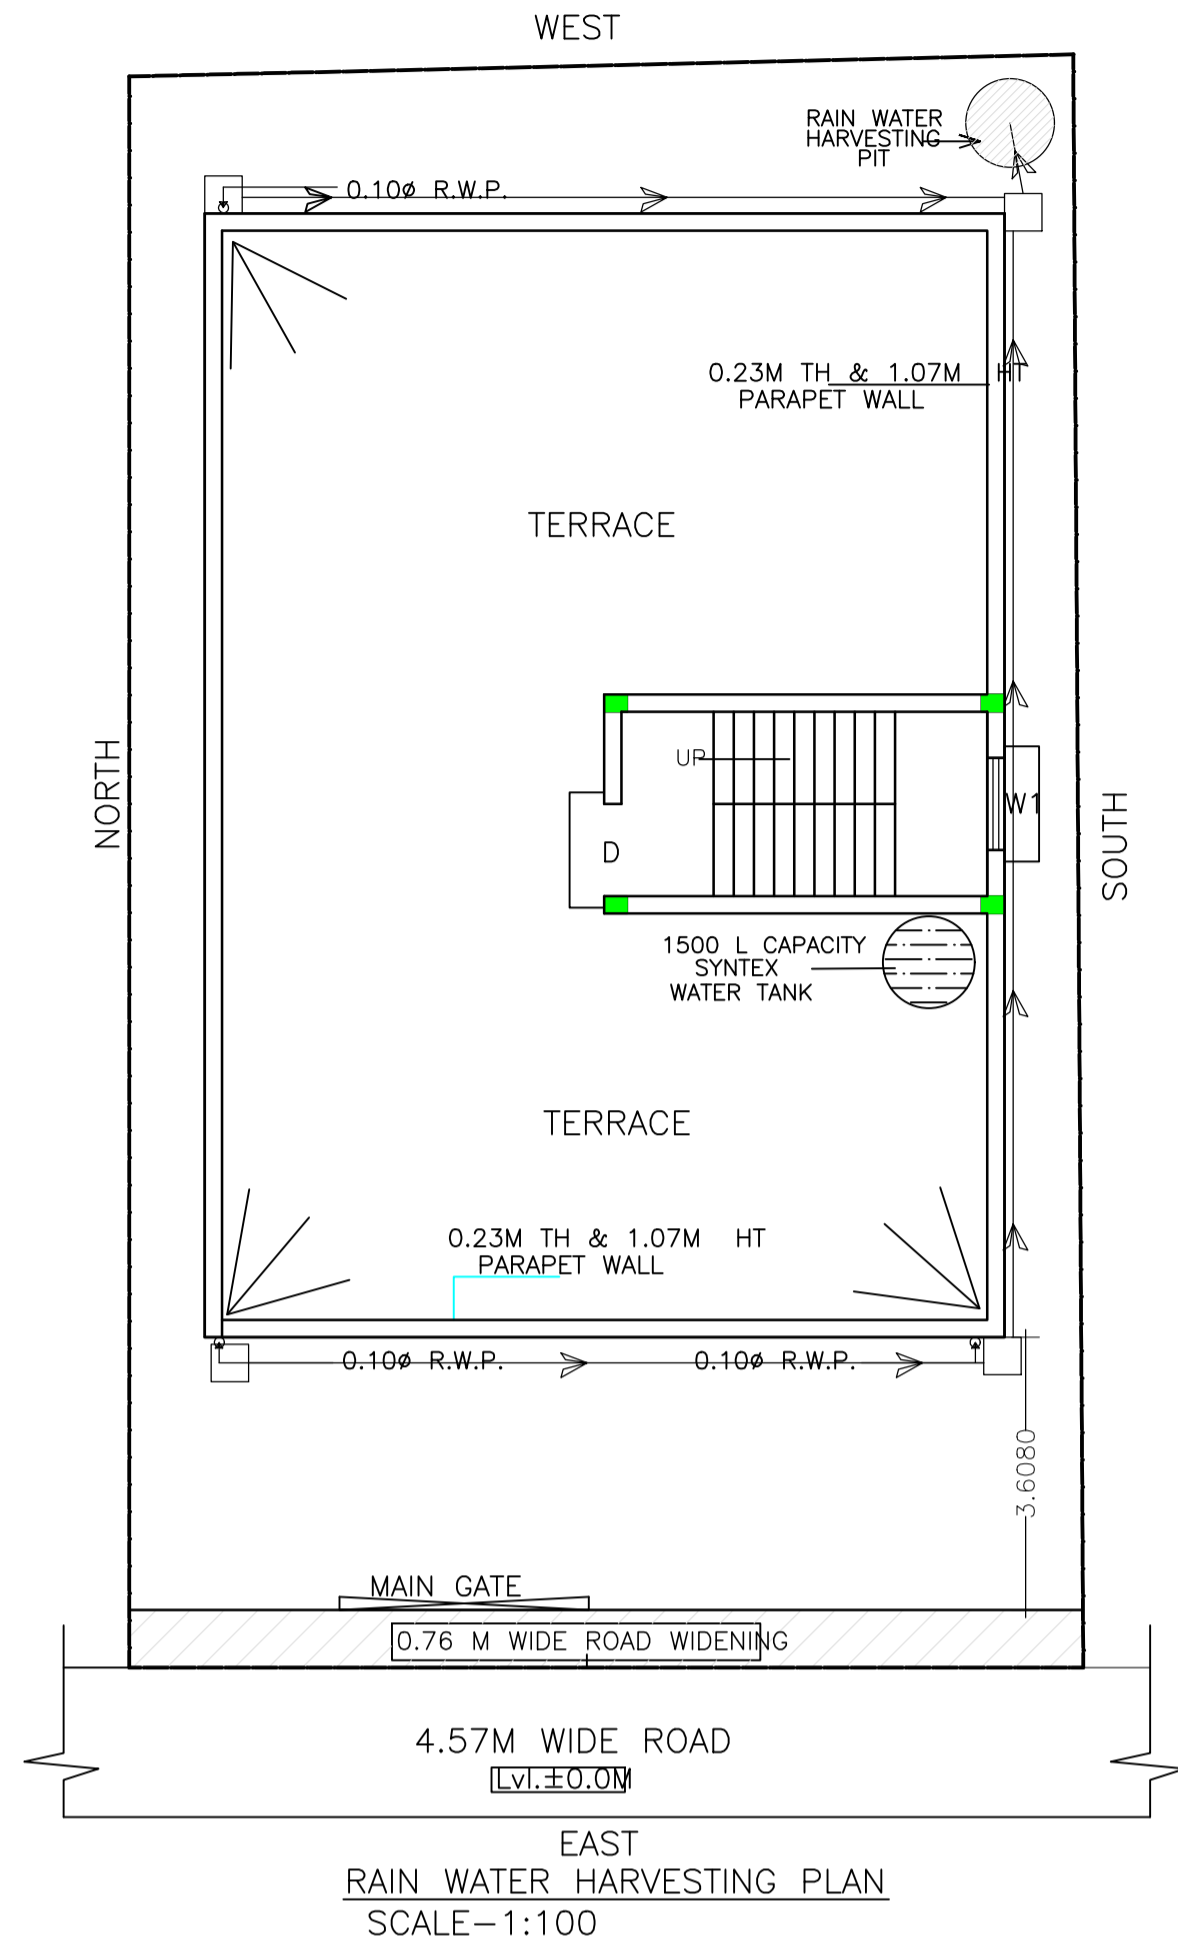 WEST
RAIN WATER
HARVESTING
PIT
0.10ø R.W.P.
0.23M TH & 1.07M HT
PARAPET WALL
TERRACE
NORTH
UP
W1
SOUTH
D
1500 L CAPACITY
SYNTEX
WATER TANK
TERRACE
0.23M TH & 1.07M HT
PARAPET WALL
0.10ø R.W.P. 0.10ø R.W.P.
3.6080
MAIN GATE
0.76 M WIDE ROAD WIDENING
4.57M WIDE ROAD
Lvl.±0.0M
EAST
RAIN WATER HARVESTING PLAN
SCALE-1:100